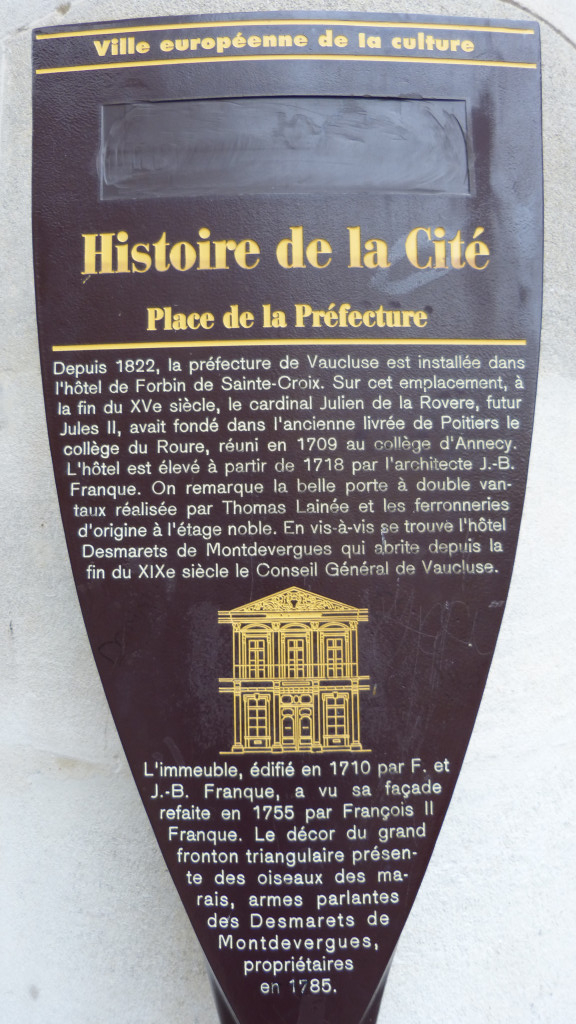 Ville européenne de la culture
Histoire de la Cité
Place de la Préfecture
Depuis 1822, la préfecture de Vaucluse est installée dans
l'hôtel de Forbin de Sainte-Croix. Sur cet emplacement, à
la fin du XVe siècle, le cardinal Julien de la Rovere, futur
Jules II, avait fondé dans l'ancienne livrée de Poitiers le
collège du Roure, réuni en 1709 au collège d'Annecy.
L'hôtel est élevé à partir de 1718 par l'architecte J.-B.
Franque. On remarque la belle porte à double van-
taux réalisée par Thomas Lainée et les ferronneries
d'origine à l'étage noble. En vis-à-vis se trouve l'hôtel
Desmarets de Montdevergues qui abrite depuis la
fin du XIXe siècle le Conseil Général de Vaucluse.
L'immeuble, édifié en 1710 par F. et
J.-B. Franque, a vu sa façade
refaite en 1755 par François II
Franque. Le décor du grand
fronton triangulaire présen-
te des oiseaux des ma-
rais, armes parlantes
des Desmarets de
Montdevergues,
propriétaires
en 1785.